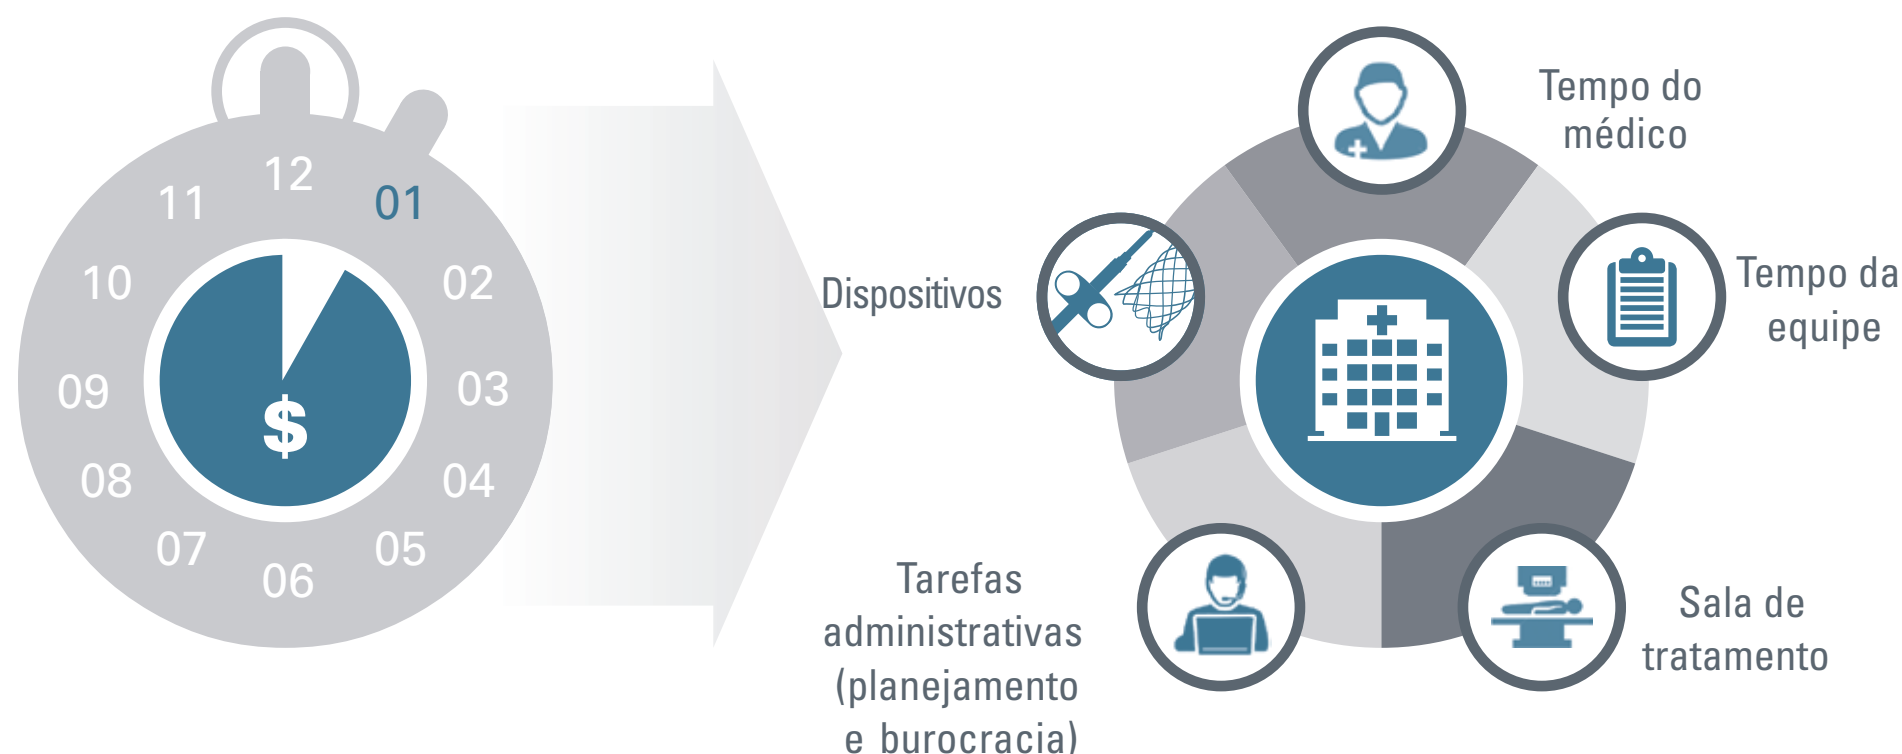 12
01
02
03
04
05
06
07
08
09
10
11
$
Tempo do
médico
Tempo da
equipe
Sala de
tratamento
Tarefas
administrativas
(planejamento
e burocracia)
Dispositivos